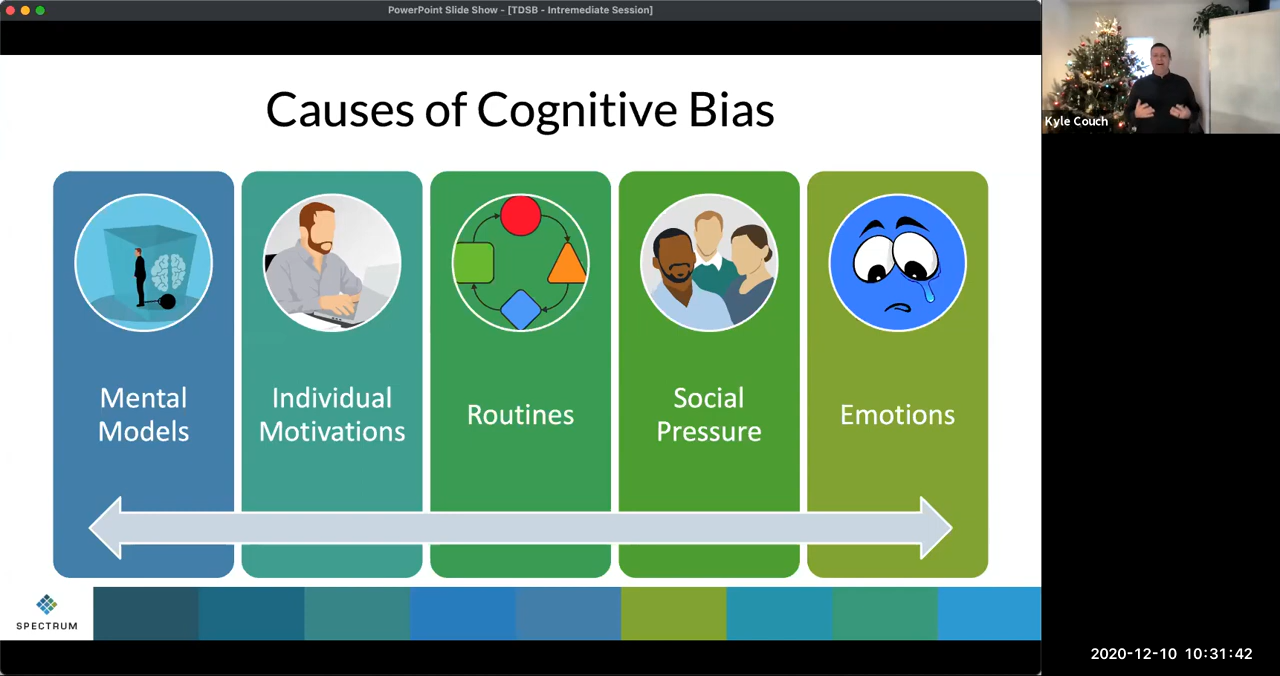 PowerPoint Slide Show - [TDSB - Intremediate Session]
Causes of Cognitive Bias
Mental
Models
Individual
Motivations
Routines
Social
Pressure
Emotions
SPECTRUM
Kyle Couch
2020-12-10 10:31:42